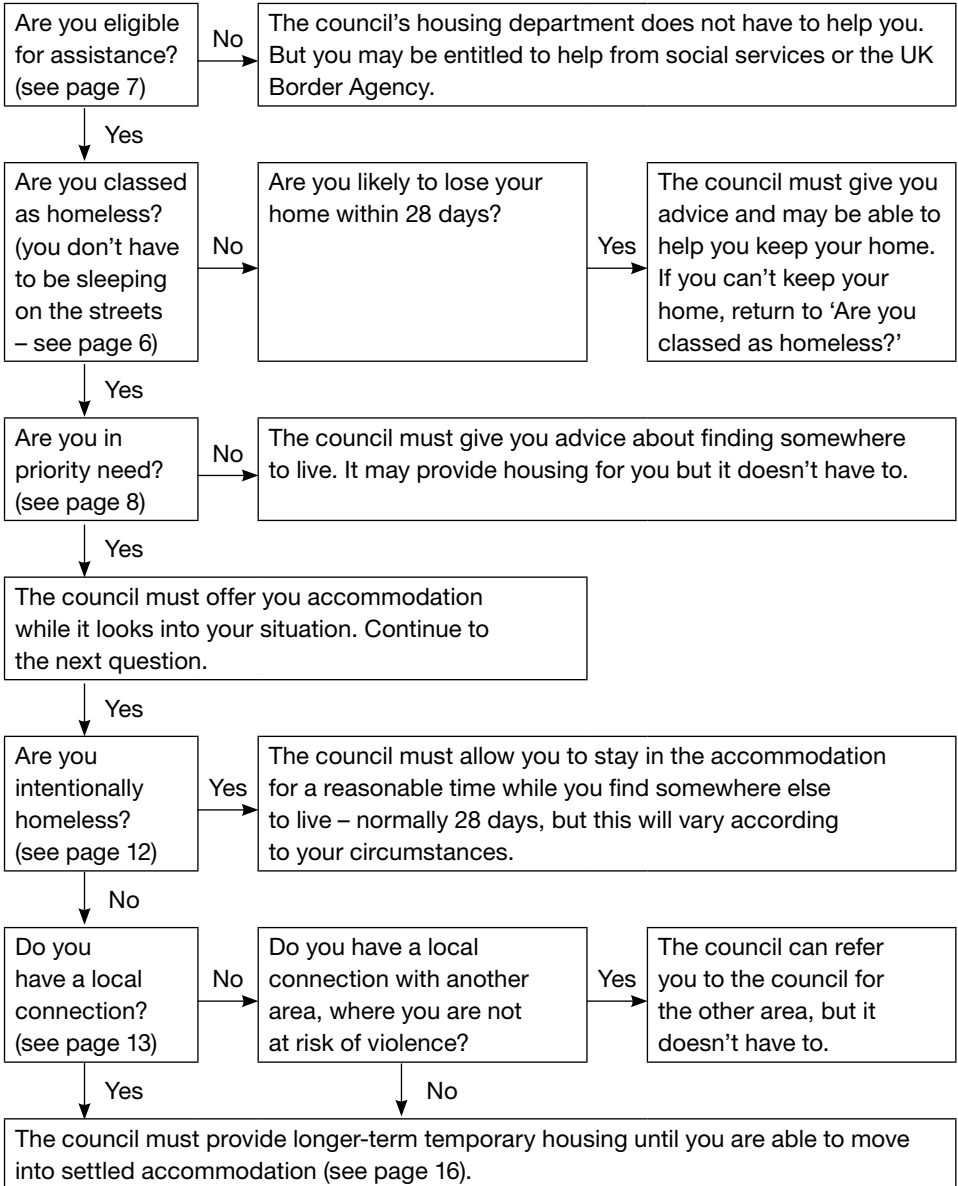 Are you eligible
for assistance?
(see page 7)
No
The council’s housing department does not have to help you.
But you may be entitled to help from social services or the UK
Border Agency.
Yes
Are you classed
as homeless?
(you don’t have
to be sleeping
on the streets
– see page 6)
No
Are you likely to lose your
home within 28 days?
Yes
The council must give you
advice and may be able to
help you keep your home.
If you can’t keep your
home, return to ‘Are you
classed as homeless?’
Yes
Are you in
priority need?
(see page 8)
No
The council must give you advice about finding somewhere
to live. It may provide housing for you but it doesn’t have to.
Yes
The council must offer you accommodation
while it looks into your situation. Continue to
the next question.
Yes
Are you
intentionally
homeless?
(see page 12)
Yes
The council must allow you to stay in the accommodation
for a reasonable time while you find somewhere else
to live – normally 28 days, but this will vary according
to your circumstances.
No
Do you
have a local
connection?
(see page 13)
No
Do you have a local
connection with another
area, where you are not
at risk of violence?
Yes
The council can refer
you to the council for
the other area, but it
doesn’t have to.
Yes
No
The council must provide longer-term temporary housing until you are able to move
into settled accommodation (see page 16).